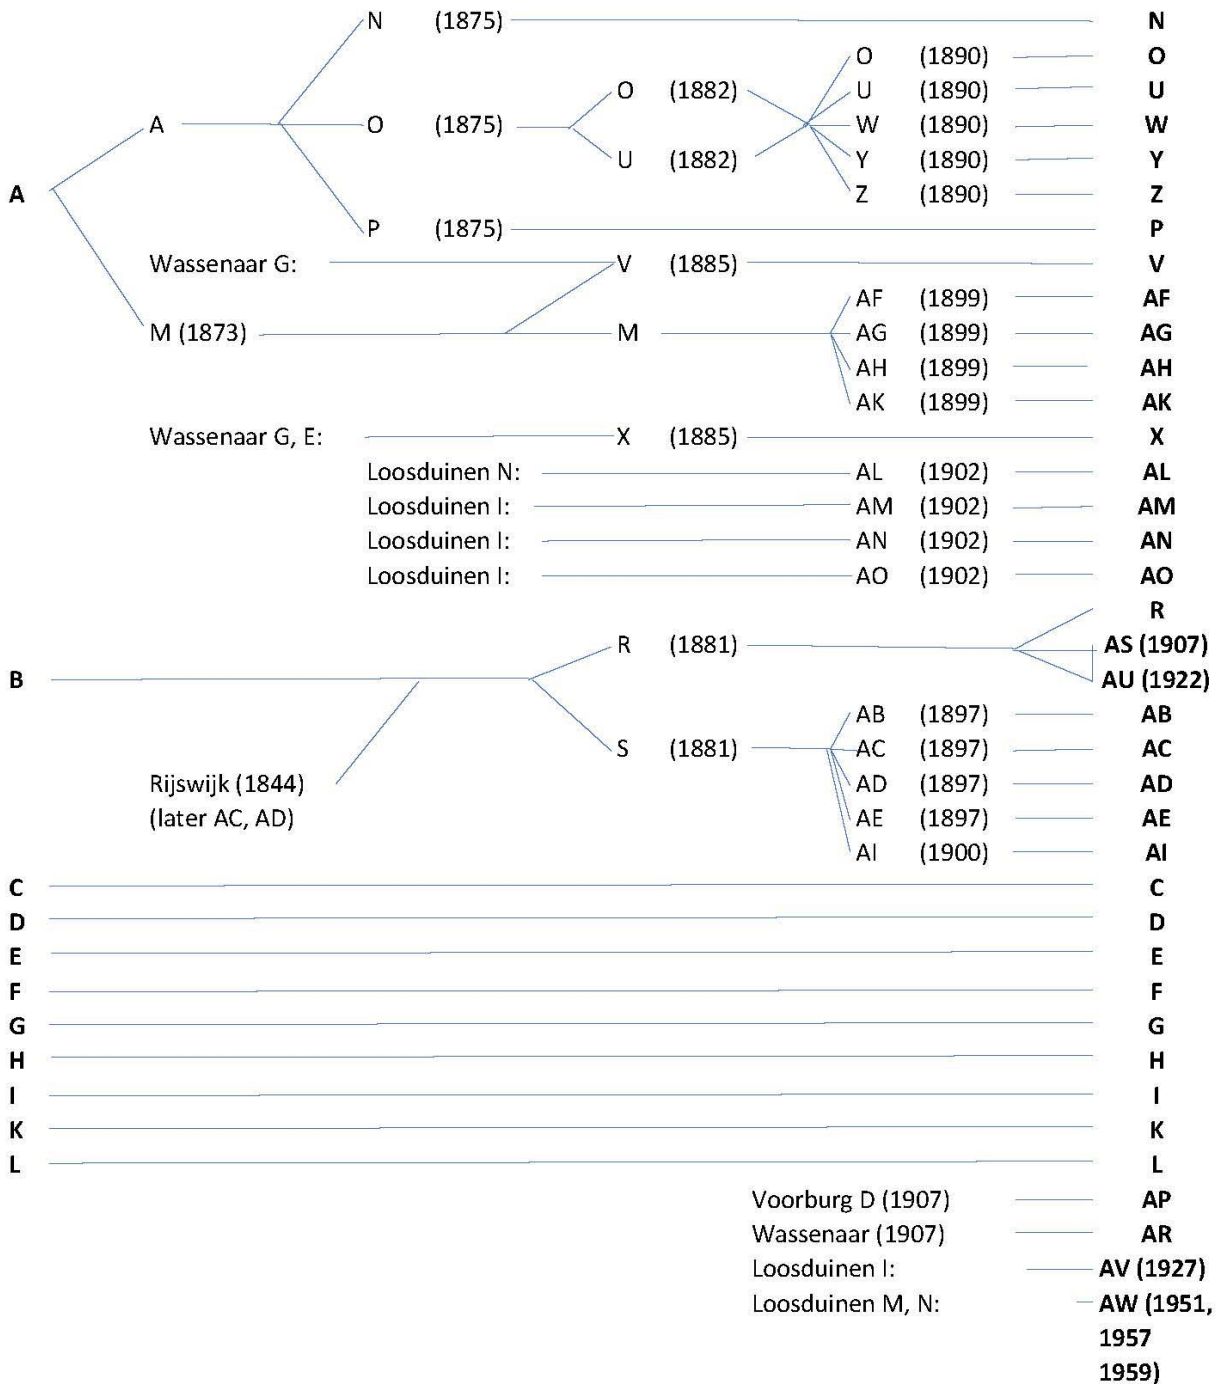 N (1875) N
O (1890) O
O (1882) U (1890) U
A O (1875) W (1890) W
U (1882) Y (1890) Y
A Z (1890) Z
P (1875) P
Wassenaar G: V (1885) V
AF (1899) AF
M (1873) M AG (1899) AG
AH (1899) AH
AK (1899) AK
Wassenaar G, E: X (1885) X
Loosduinen N: AL (1902) AL
Loosduinen I: AM (1902) AM
Loosduinen I: AN (1902) AN
Loosduinen I: AO (1902) AO
R
R (1881) AS (1907)
B AU (1922)
AB (1897) AB
S (1881) AC (1897) AC
Rijswijk (1844) AD (1897) AD
(later AC, AD) AE (1897) AE
AI (1900) AI
C C
D D
E E
F F
G G
H H
I I
K K
L L
Voorburg D (1907) AP
Wassenaar (1907) AR
Loosduinen I: AV (1927)
Loosduinen M, N: AW (1951,
1957
1959)